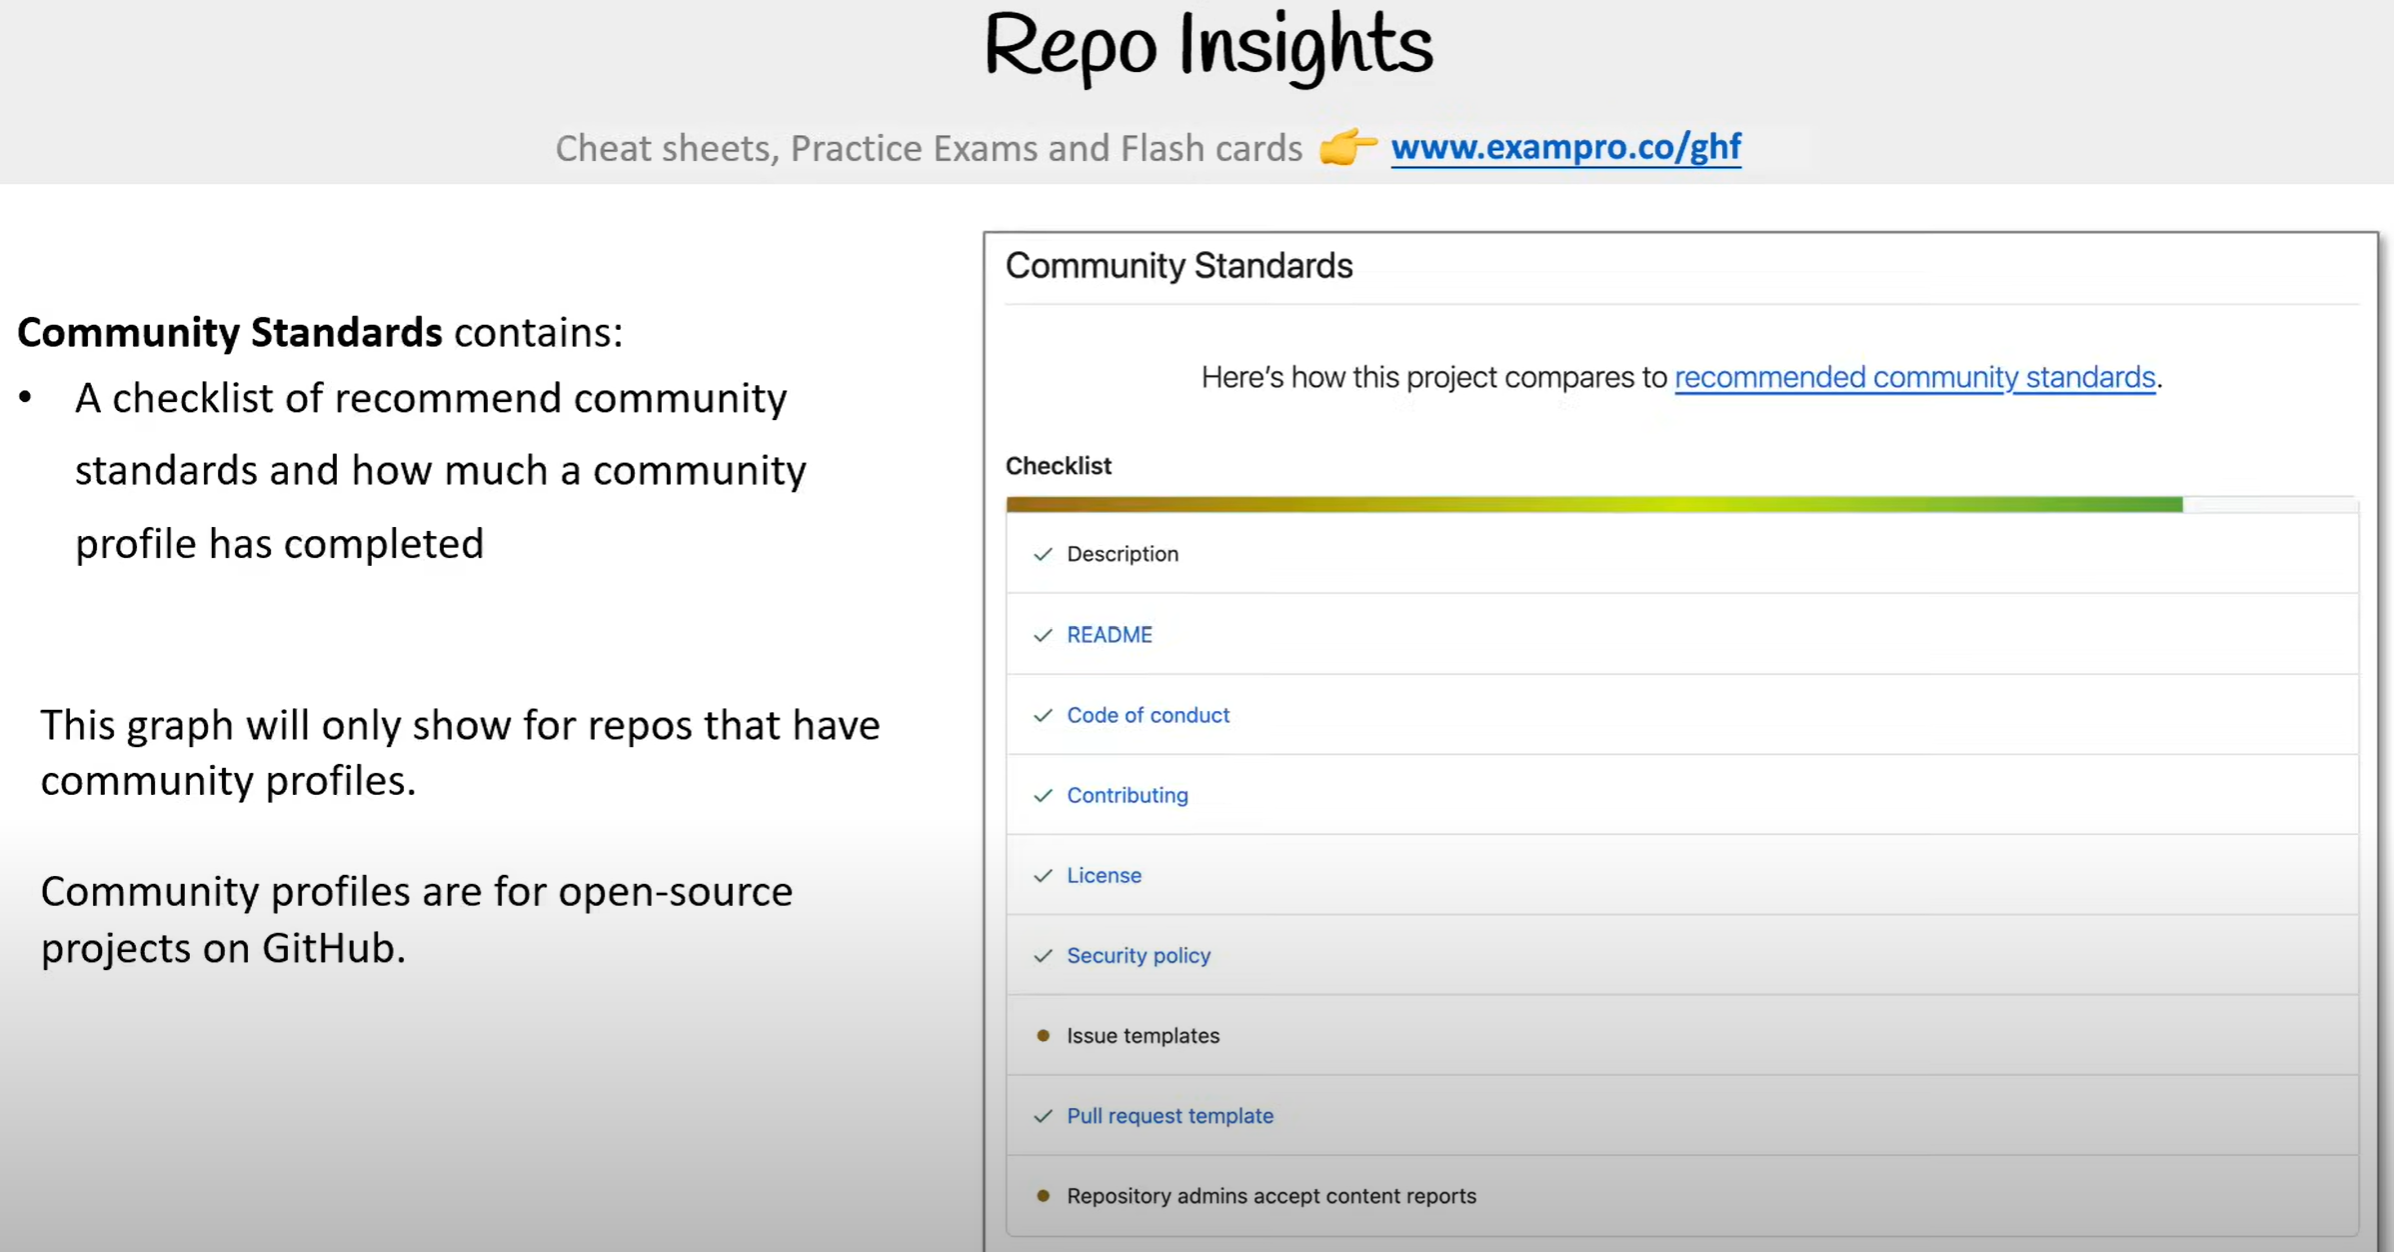 Repo Insights
Cheat sheets, Practice Exams and Flash cards 👉 www.exampro.co/ghf
Community Standards contains:
• A checklist of recommend community
standards and how much a community
profile has completed
This graph will only show for repos that have
community profiles.
Community profiles are for open-source
projects on GitHub.
Community Standards
Here’s how this project compares to recommended community standards.
Checklist
✓ Description
✓ README
✓ Code of conduct
✓ Contributing
✓ License
✓ Security policy
• Issue templates
✓ Pull request template
• Repository admins accept content reports